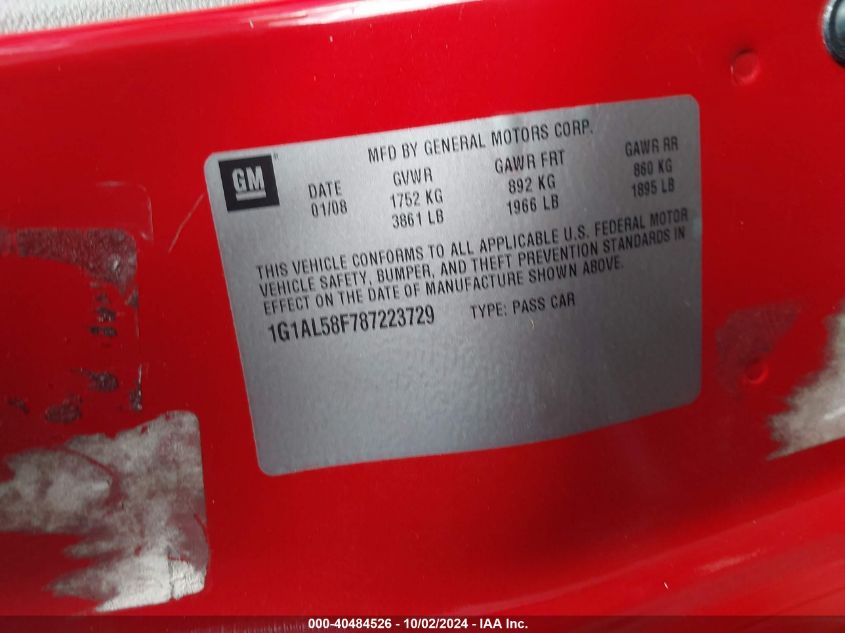 MFD BY GENERAL MOTORS CORP.
GM ®
DATE GVWR GAWR FRT GAWR RR
01/08 1752 KG 892 KG 860 KG
3861 LB 1966 LB 1895 LB
THIS VEHICLE CONFORMS TO ALL APPLICABLE U.S. FEDERAL MOTOR
VEHICLE SAFETY, BUMPER, AND THEFT PREVENTION STANDARDS IN
EFFECT ON THE DATE OF MANUFACTURE SHOWN ABOVE.
1G1AL58F787223729 TYPE: PASS CAR
000-40484526 - 10/02/2024 - IAA Inc.